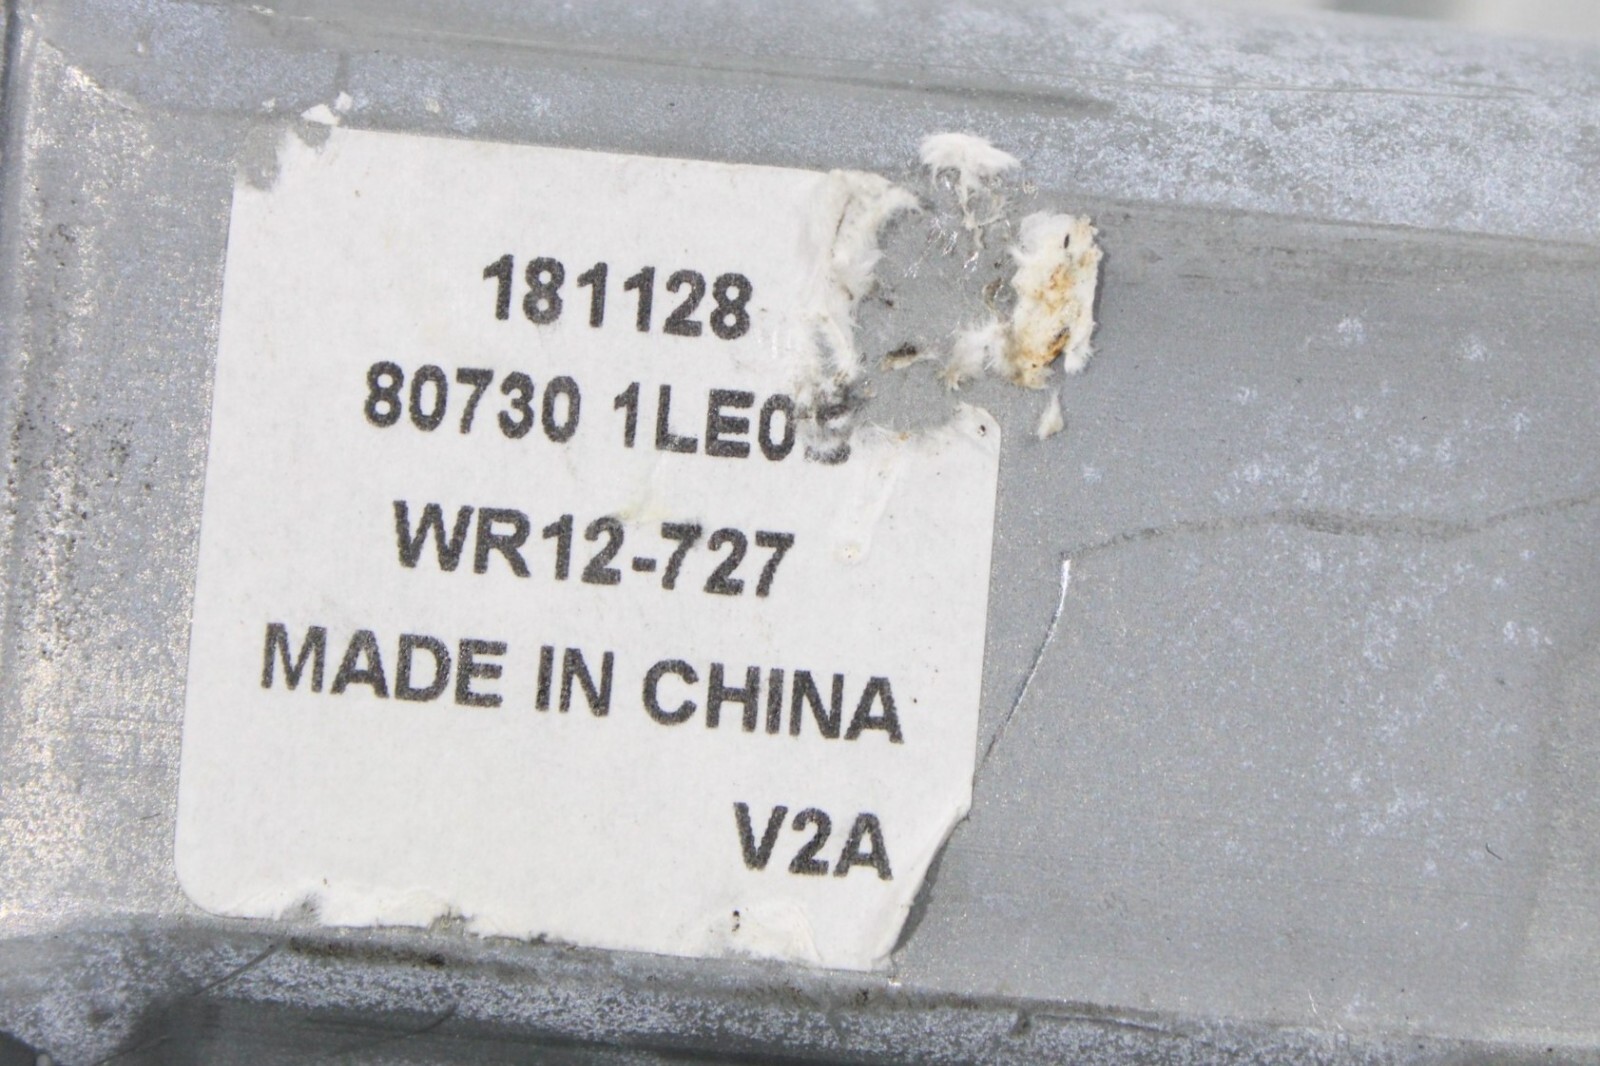 181128
80730
WR12-727
MADE IN CHINA
V2A